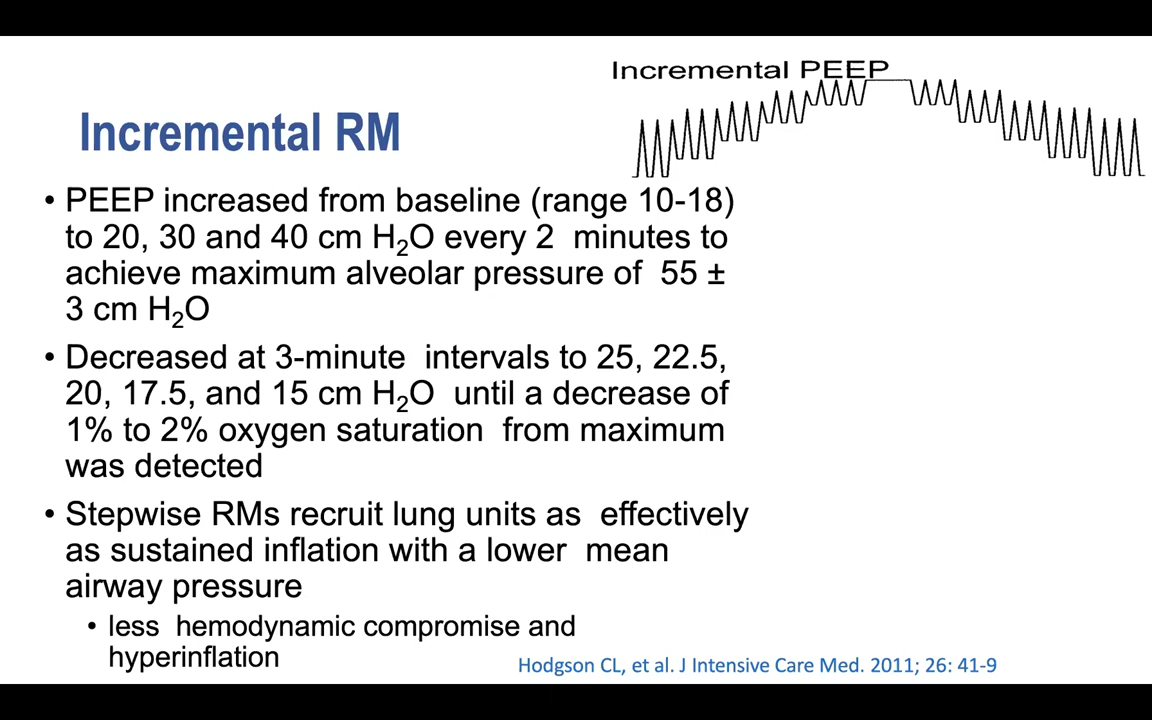 Incremental PEEP
Incremental RM
• PEEP increased from baseline (range 10-18)
to 20, 30 and 40 cm H₂O every 2 minutes to
achieve maximum alveolar pressure of 55 ±
3 cm H₂O
• Decreased at 3-minute intervals to 25, 22.5,
20, 17.5, and 15 cm H₂O until a decrease of
1% to 2% oxygen saturation from maximum
was detected
• Stepwise RMs recruit lung units as effectively
as sustained inflation with a lower mean
airway pressure
• less hemodynamic compromise and
hyperinflation
Hodgson CL, et al. J Intensive Care Med. 2011; 26: 41-9